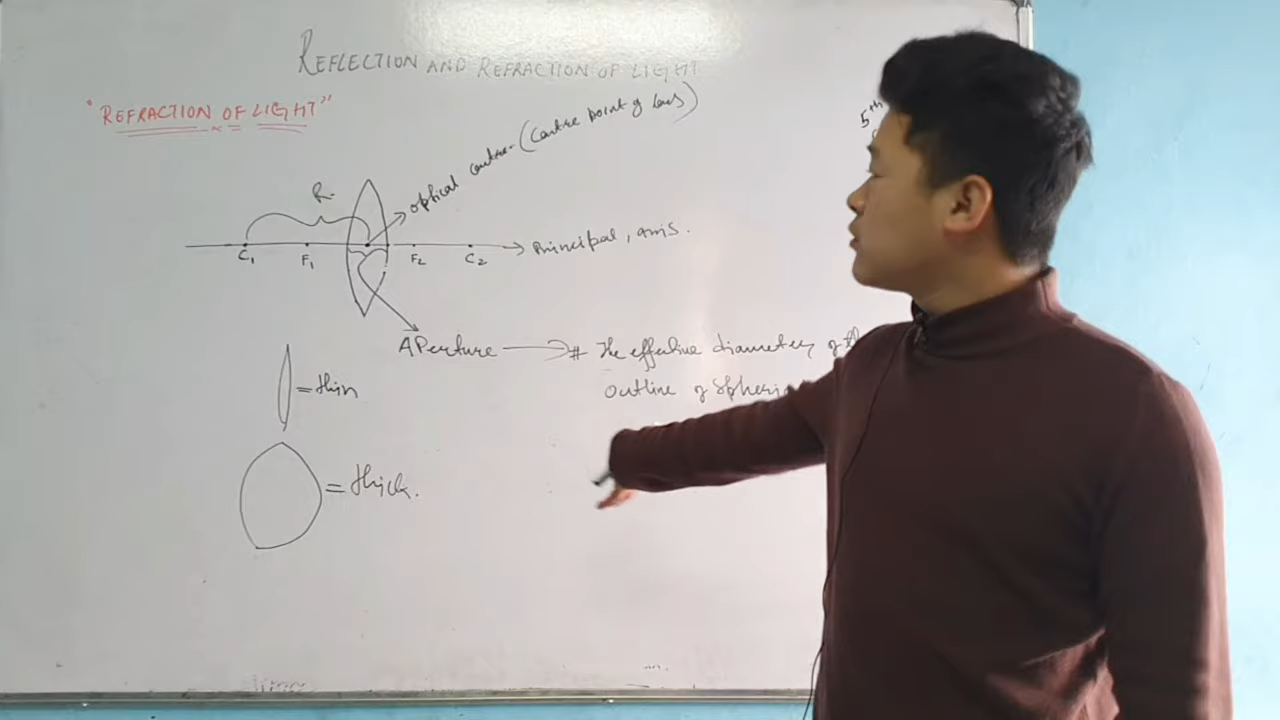 REFLECTION AND REFRACTION OF LIGHT
"REFRACTION OF LIGHT"
5th
R.
optical centre. (Centre point of lens)
C1 F1 F2 C2 Principal, axis.
Aperture # The effective diameter of
outline of
= thin
= thick.